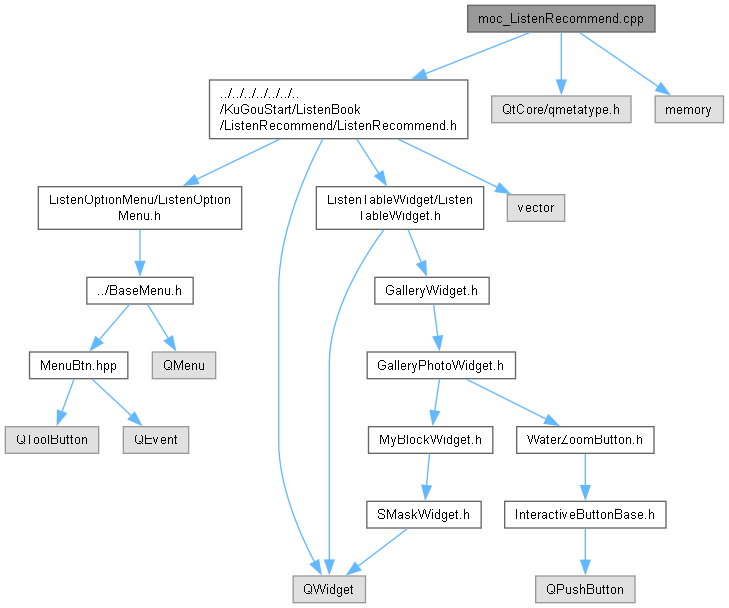 moc_ListenRecommend.cpp
../../../../../../..
/KuGouStart/ListenBook
/ListenRecommend/ListenRecommend.h
QtCore/qmetatype.h
memory
ListenOptionMenu/ListenOption
Menu.h
ListenTableWidget/Listen
TableWidget.h
vector
../BaseMenu.h
GalleryWidget.h
MenuBtn.hpp
QMenu
GalleryPhotoWidget.h
QToolButton
QEvent
MyBlockWidget.h
WaterZoomButton.h
SMaskWidget.h
InteractiveButtonBase.h
QWidget
QPushButton